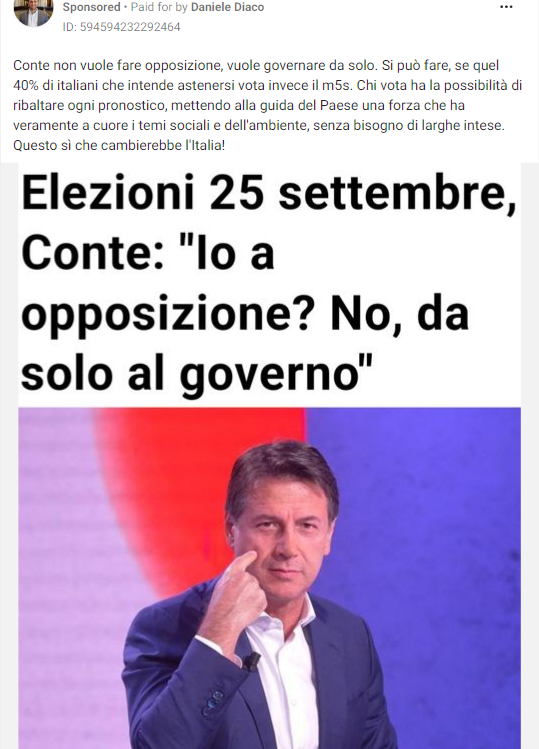 Sponsored • Paid for by Daniele Diaco
ID: 594594232292464
Conte non vuole fare opposizione, vuole governare da solo. Si può fare, se quel
40% di italiani che intende astenersi vota invece il m5s. Chi vota ha la possibilità di
ribaltare ogni pronostico, mettendo alla guida del Paese una forza che ha
veramente a cuore i temi sociali e dell'ambiente, senza bisogno di larghe intese.
Questo sì che cambierebbe l'Italia!
Elezioni 25 settembre,
Conte: "Io a
opposizione? No, da
solo al governo"